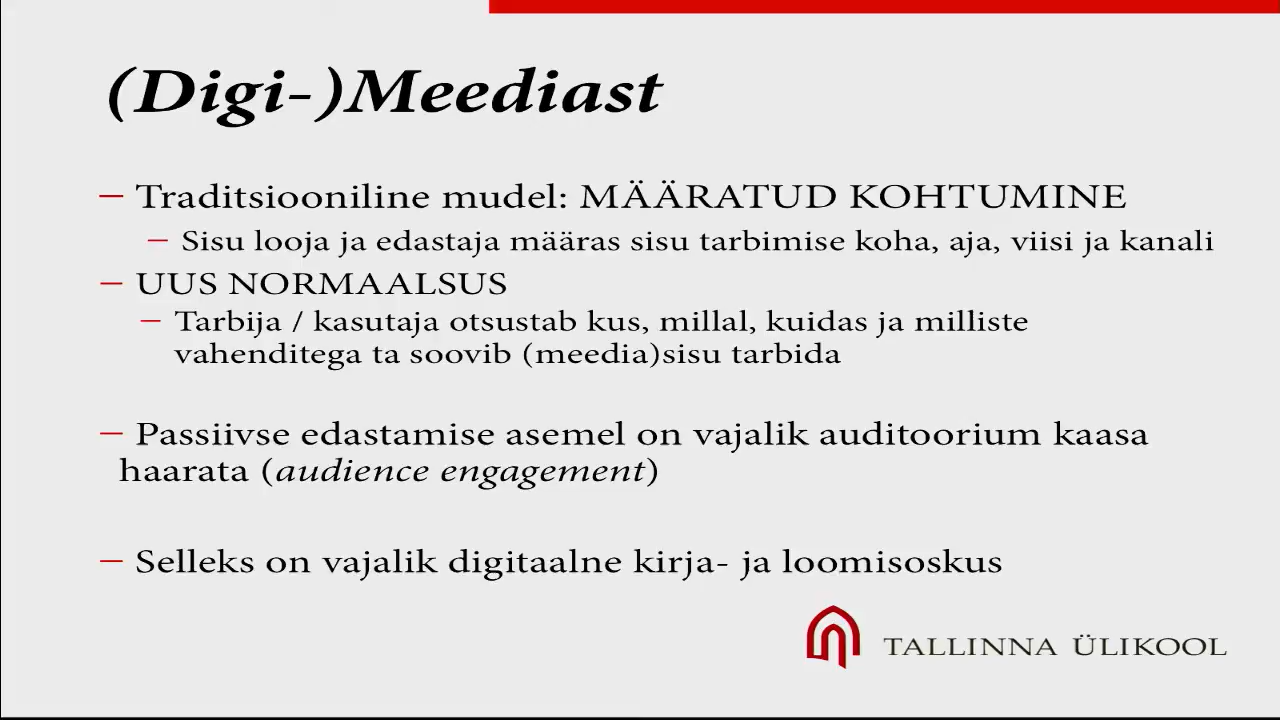 (Digi-)Meediast
– Traditsiooniline mudel: MÄÄRATUD KOHTUMINE
– Sisu looja ja edastaja määras sisu tarbimise koha, aja, viisi ja kanali
– UUS NORMAALSUS
– Tarbija / kasutaja otsustab kus, millal, kuidas ja milliste
vahenditega ta soovib (meedia)sisu tarbida
– Passiivse edastamise asemel on vajalik auditoorium kaasa
haarata (audience engagement)
– Selleks on vajalik digitaalne kirja- ja loomisoskus
TALLINNA ÜLIKOOL